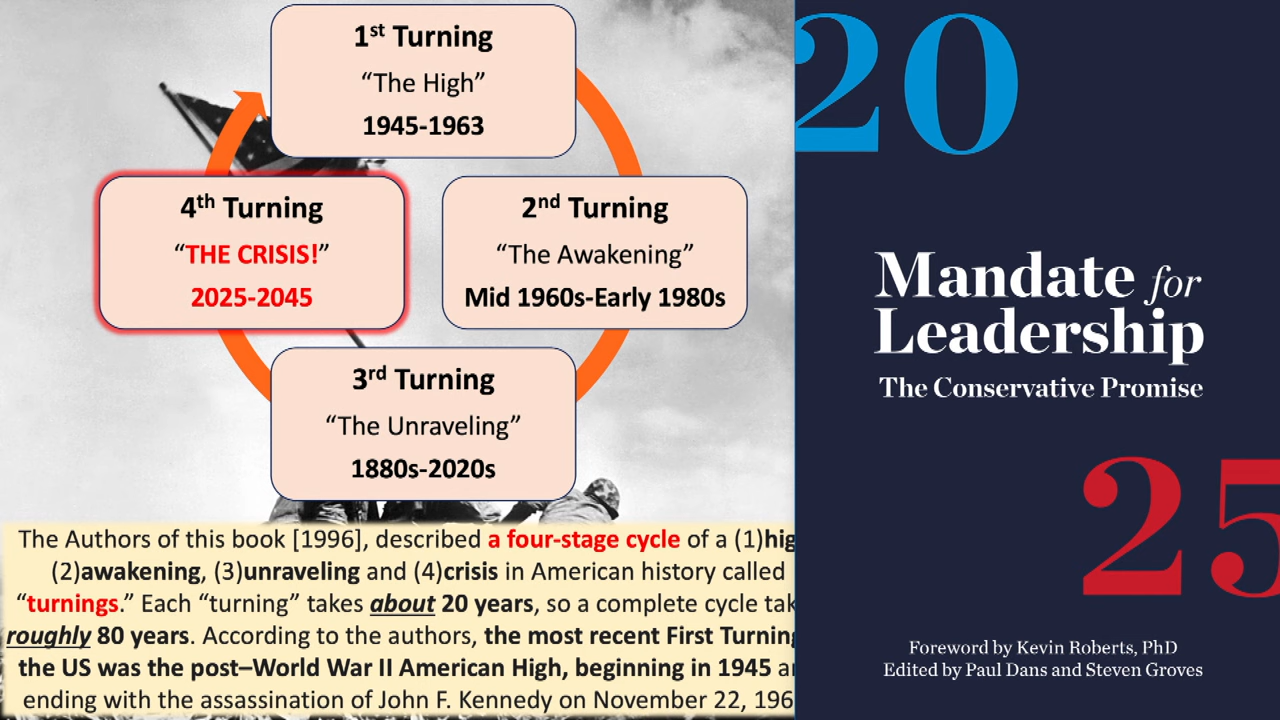 1st Turning
“The High”
1945-1963
4th Turning
“THE CRISIS!”
2025-2045
2nd Turning
“The Awakening”
Mid 1960s-Early 1980s
3rd Turning
“The Unraveling”
1880s-2020s
The Authors of this book [1996], described a four-stage cycle of a (1)hig
(2)awakening, (3)unraveling and (4)crisis in American history called
“turnings.” Each “turning” takes about 20 years, so a complete cycle tak
roughly 80 years. According to the authors, the most recent First Turning
the US was the post–World War II American High, beginning in 1945 a
ending with the assassination of John F. Kennedy on November 22, 196
20
Mandate for
Leadership
The Conservative Promise
25
Foreword by Kevin Roberts, PhD
Edited by Paul Dans and Steven Groves